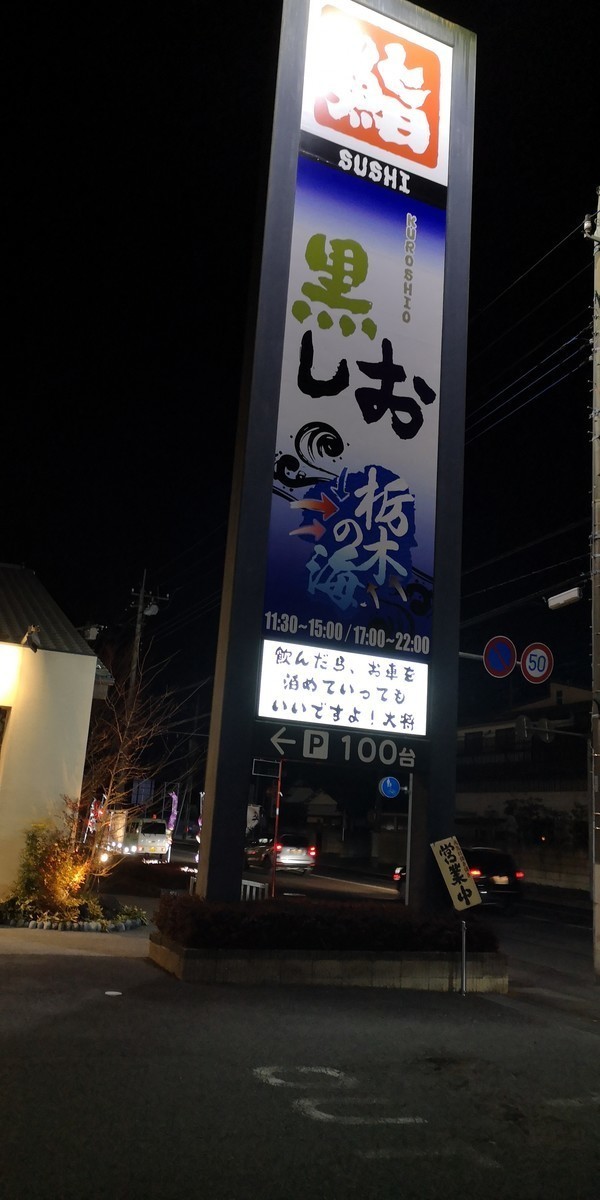 鮨
SUSHI
KUROSHIO
黒
しお
栃木
の
海
11:30~15:00 / 17:00~22:00
飲んだら、お車を
泊めていっても
いいですよ！大将
← P 100台
50
営業中